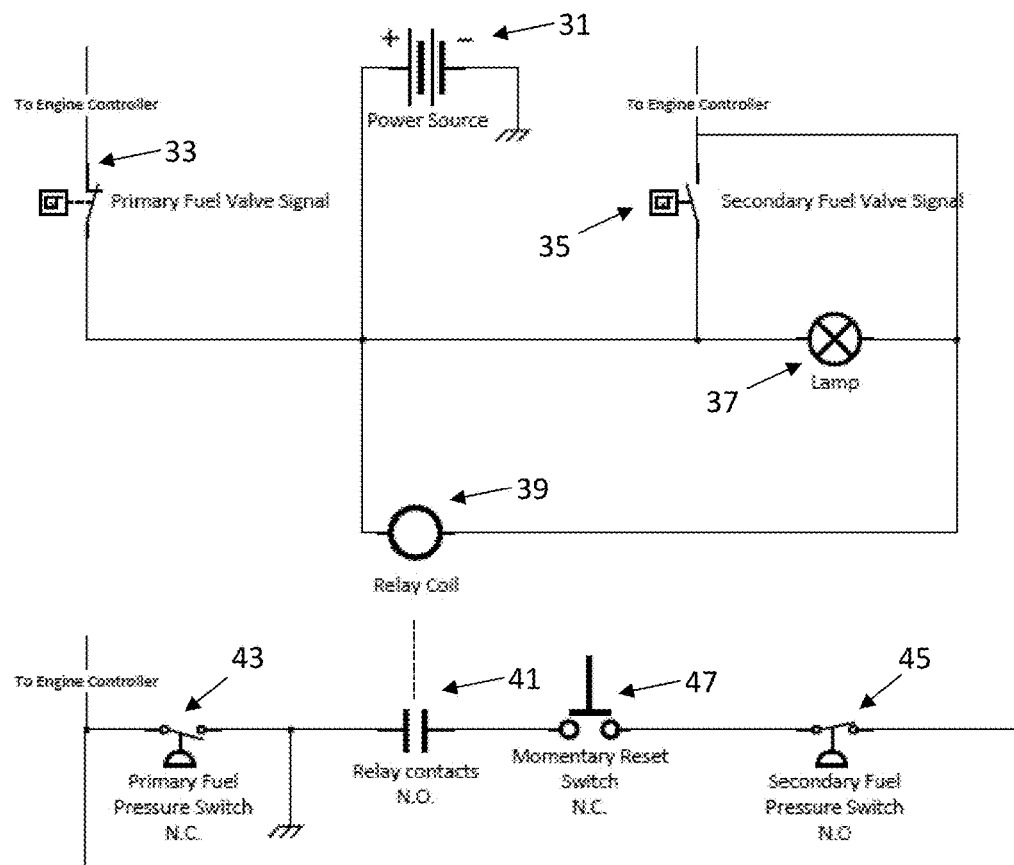 31
+ −
To Engine Controller
Power Source
To Engine Controller
33
Primary Fuel Valve Signal
Secondary Fuel Valve Signal
35
Lamp
37
39
Relay Coil
To Engine Controller
43
41
47
45
Primary Fuel
Pressure Switch
N.C.
Relay contacts
N.O.
Momentary Reset
Switch
N.C.
Secondary Fuel
Pressure Switch
N.O